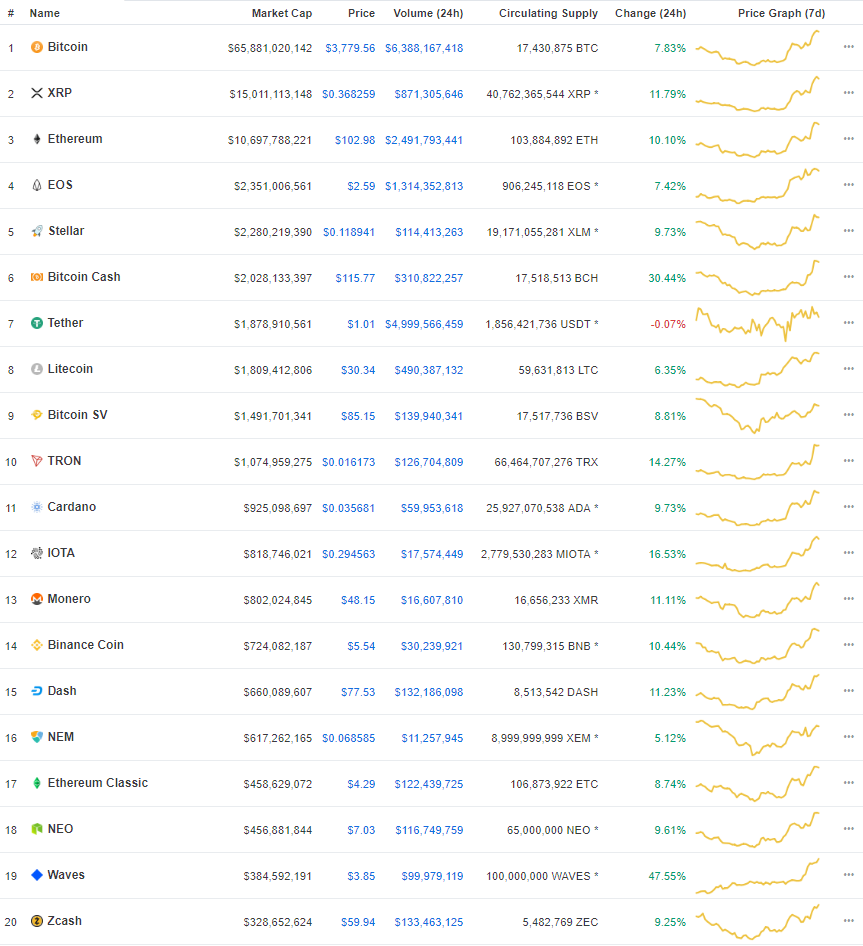 # Name Market Cap Price Volume (24h) Circulating Supply Change (24h) Price Graph (7d)
1 Bitcoin $65,881,020,142 $3,779.56 $6,388,167,418 17,430,875 BTC 7.83%
2 XRP $15,011,113,148 $0.368259 $871,305,646 40,762,365,544 XRP * 11.79%
3 Ethereum $10,697,788,221 $102.98 $2,491,793,441 103,884,892 ETH 10.10%
4 EOS $2,351,006,561 $2.59 $1,314,352,813 906,245,118 EOS * 7.42%
5 Stellar $2,280,219,390 $0.118941 $114,413,263 19,171,055,281 XLM * 9.73%
6 Bitcoin Cash $2,028,133,397 $115.77 $310,822,257 17,518,513 BCH 30.44%
7 Tether $1,878,910,561 $1.01 $4,999,566,459 1,856,421,736 USDT * -0.07%
8 Litecoin $1,809,412,806 $30.34 $490,387,132 59,631,813 LTC 6.35%
9 Bitcoin SV $1,491,701,341 $85.15 $139,940,341 17,517,736 BSV 8.81%
10 TRON $1,074,959,275 $0.016173 $126,704,809 66,464,707,276 TRX 14.27%
11 Cardano $925,098,697 $0.035681 $59,953,618 25,927,070,538 ADA * 9.73%
12 IOTA $818,746,021 $0.294563 $17,574,449 2,779,530,283 MIOTA * 16.53%
13 Monero $802,024,845 $48.15 $16,607,810 16,656,233 XMR 11.11%
14 Binance Coin $724,082,187 $5.54 $30,239,921 130,799,315 BNB * 10.44%
15 Dash $660,089,607 $77.53 $132,186,098 8,513,542 DASH 11.23%
16 NEM $617,262,165 $0.068585 $11,257,945 8,999,999,999 XEM * 5.12%
17 Ethereum Classic $458,629,072 $4.29 $122,439,725 106,873,922 ETC 8.74%
18 NEO $456,881,844 $7.03 $116,749,759 65,000,000 NEO * 9.61%
19 Waves $384,592,191 $3.85 $99,979,119 100,000,000 WAVES * 47.55%
20 Zcash $328,652,624 $59.94 $133,463,125 5,482,769 ZEC 9.25%